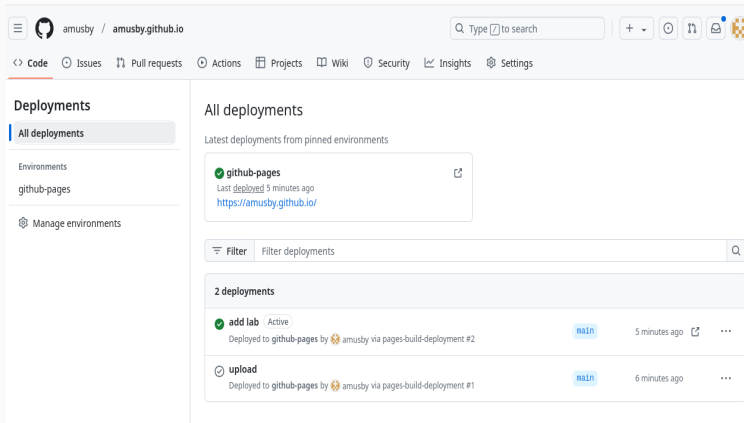 amusby / amusby.github.io
Type / to search
Code Issues Pull requests Actions Projects Wiki Security Insights Settings
Deployments
All deployments
Environments
github-pages
Manage environments
All deployments
Latest deployments from pinned environments
github-pages
Last deployed 5 minutes ago
https://amusby.github.io/
Filter Filter deployments
2 deployments
add lab Active
Deployed to github-pages by amusby via pages-build-deployment #2
main 5 minutes ago
upload
Deployed to github-pages by amusby via pages-build-deployment #1
main 6 minutes ago